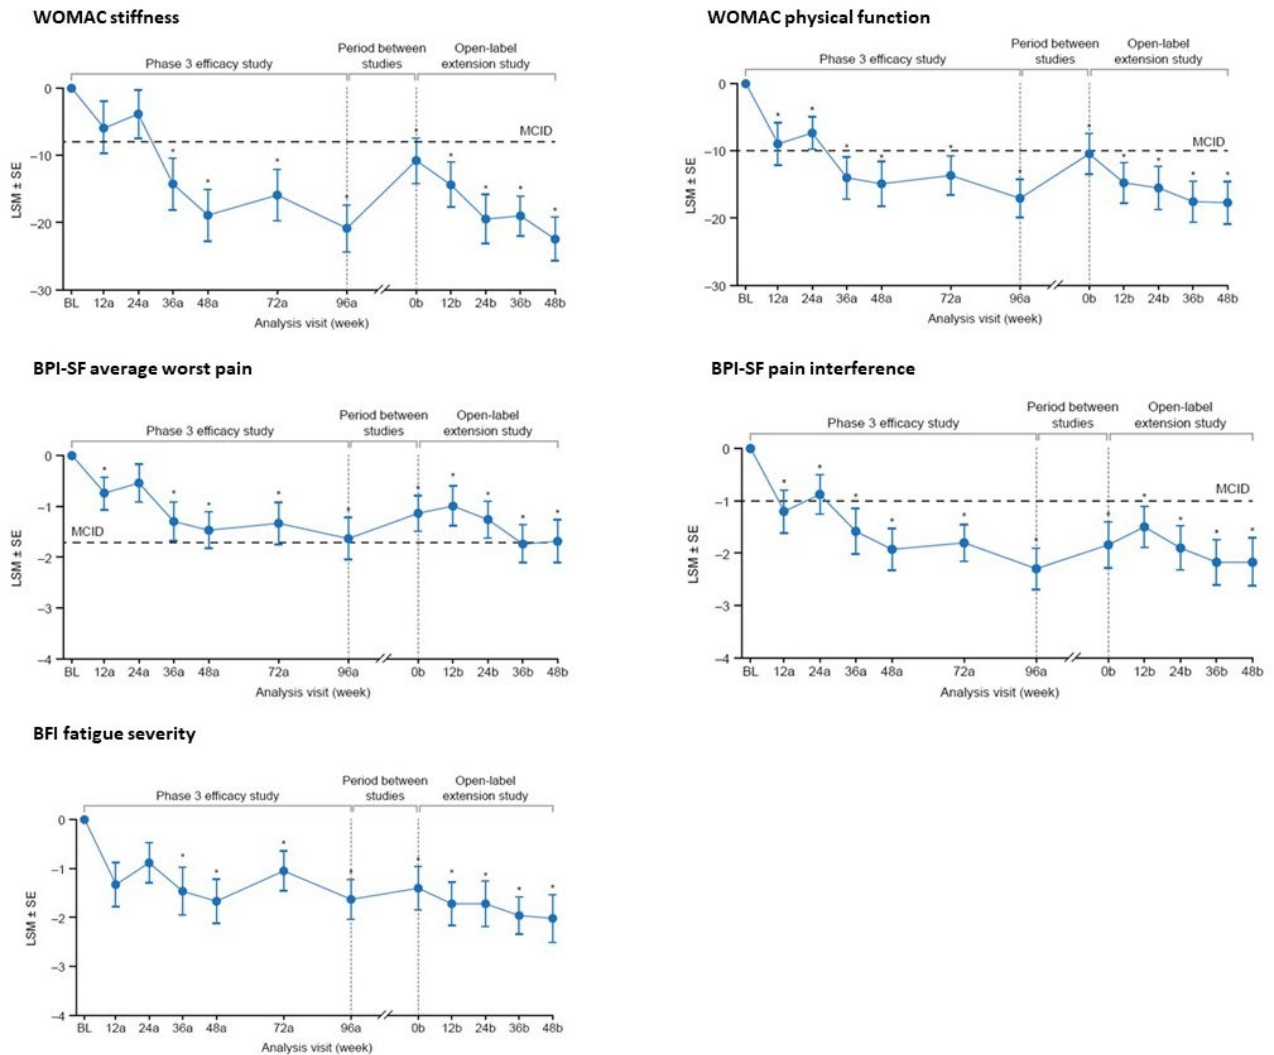 WOMAC stiffness
Period between
studies
Open-label
extension study
Phase 3 efficacy study
0
MCID
−10
−20
−30
LSM ± SE
* * * * * * * * * *
BL 12a 24a 36a 48a 72a 96a 0b 12b 24b 36b 48b
Analysis visit (week)
WOMAC physical function
Period between
studies
Open-label
extension study
Phase 3 efficacy study
0
−10
MCID
−20
−30
LSM ± SE
* * * * * * * * * * *
BL 12a 24a 36a 48a 72a 96a 0b 12b 24b 36b 48b
Analysis visit (week)
BPI-SF average worst pain
Period between
studies
Open-label
extension study
Phase 3 efficacy study
0
−1
MCID
−2
−3
−4
LSM ± SE
* * * * * * * * * *
BL 12a 24a 36a 48a 72a 96a 0b 12b 24b 36b 48b
Analysis visit (week)
BPI-SF pain interference
Period between
studies
Open-label
extension study
Phase 3 efficacy study
0
−1
MCID
−2
−3
−4
LSM ± SE
* * * * * * * * * * *
BL 12a 24a 36a 48a 72a 96a 0b 12b 24b 36b 48b
Analysis visit (week)
BFI fatigue severity
Period between
studies
Open-label
extension study
Phase 3 efficacy study
0
−1
−2
−3
−4
LSM ± SE
* * * * * * * * *
BL 12a 24a 36a 48a 72a 96a 0b 12b 24b 36b 48b
Analysis visit (week)